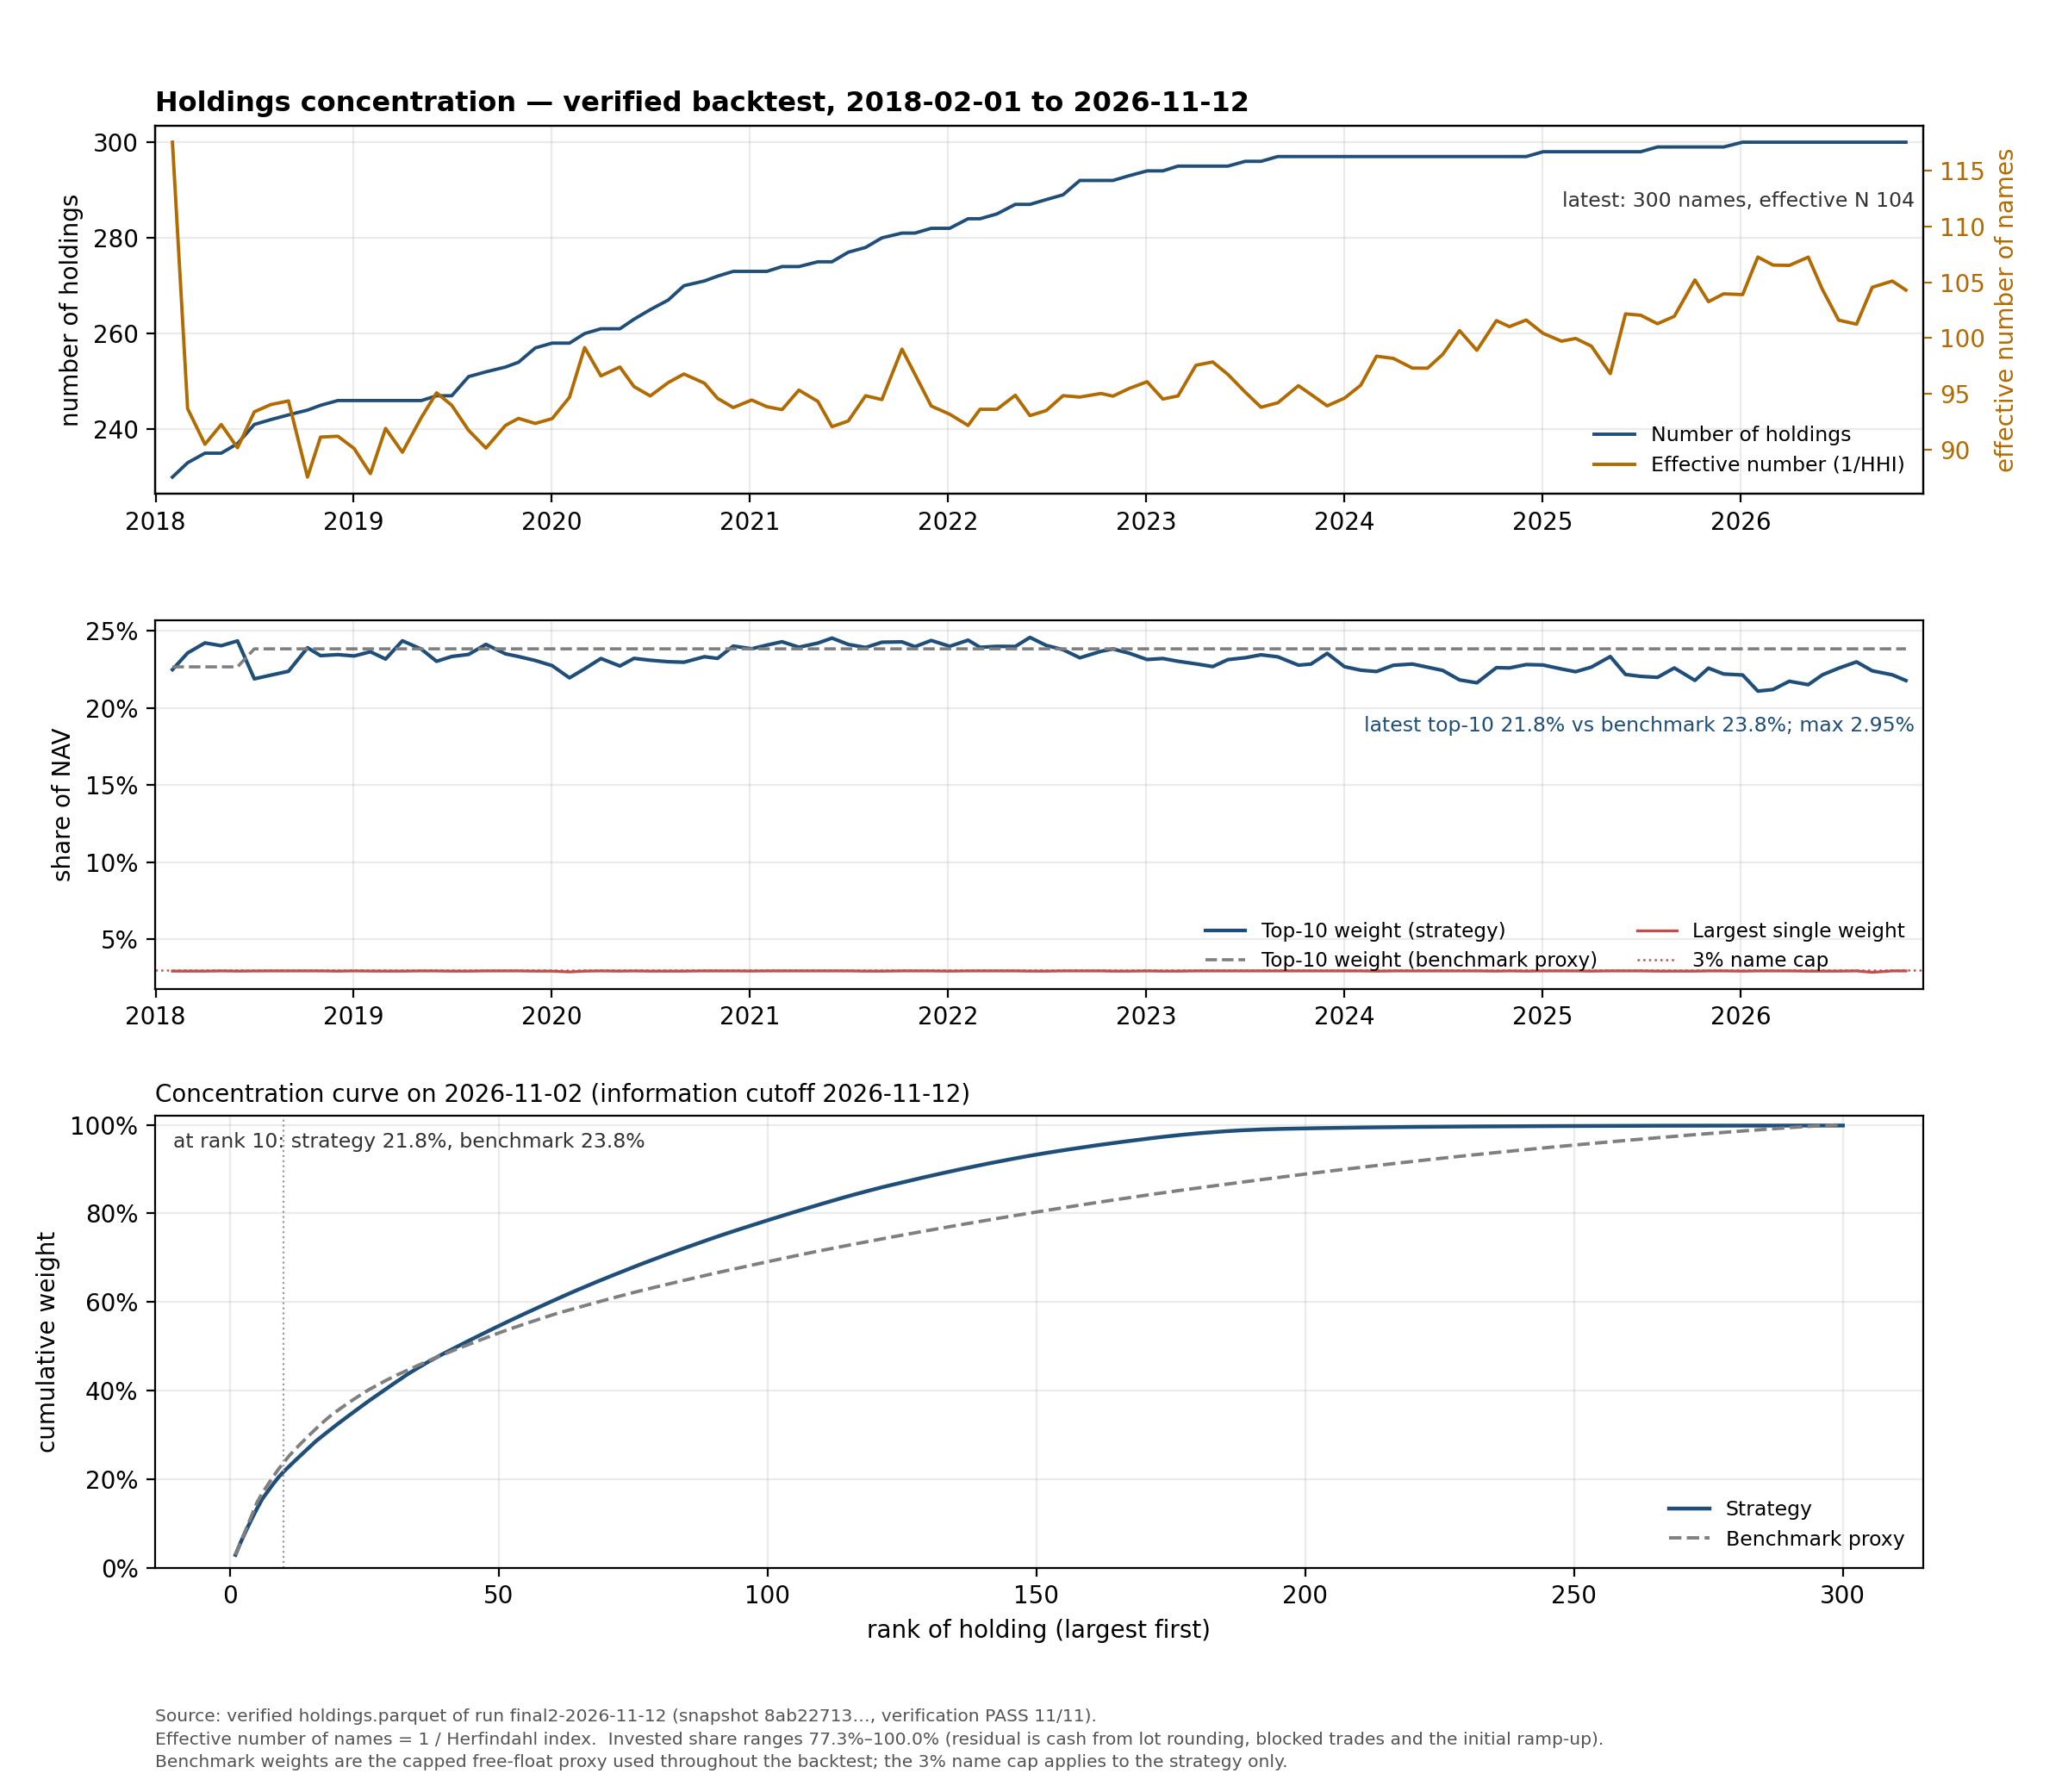 Holdings concentration — verified backtest, 2018-02-01 to 2026-11-12
300
280
260
240
number of holdings
115
110
105
100
95
90
effective number of names
latest: 300 names, effective N 104
Number of holdings
Effective number (1/HHI)
2018 2019 2020 2021 2022 2023 2024 2025 2026
25%
20%
15%
10%
5%
share of NAV
latest top-10 21.8% vs benchmark 23.8%; max 2.95%
Top-10 weight (strategy)
Top-10 weight (benchmark proxy)
Largest single weight
3% name cap
2018 2019 2020 2021 2022 2023 2024 2025 2026
Concentration curve on 2026-11-02 (information cutoff 2026-11-12)
100%
80%
60%
40%
20%
0%
cumulative weight
at rank 10: strategy 21.8%, benchmark 23.8%
Strategy
Benchmark proxy
0 50 100 150 200 250 300
rank of holding (largest first)
Source: verified holdings.parquet of run final2-2026-11-12 (snapshot 8ab22713…, verification PASS 11/11).
Effective number of names = 1 / Herfindahl index.  Invested share ranges 77.3%–100.0% (residual is cash from lot rounding, blocked trades and the initial ramp-up).
Benchmark weights are the capped free-float proxy used throughout the backtest; the 3% name cap applies to the strategy only.